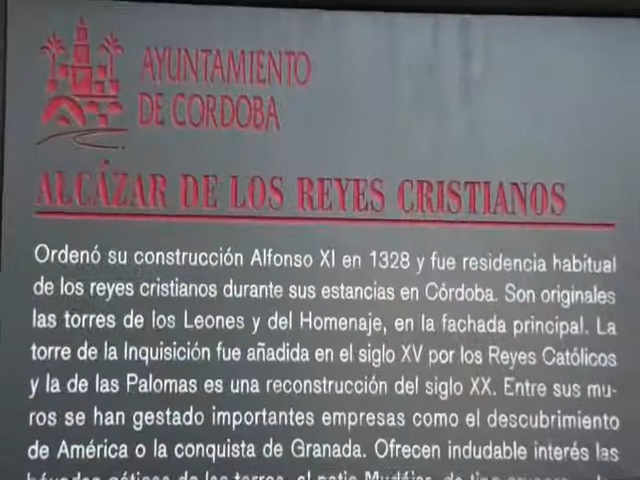 AYUNTAMIENTO
DE CORDOBA
ALCÁZAR DE LOS REYES CRISTIANOS
Ordenó su construcción Alfonso XI en 1328 y fue residencia habitual
de los reyes cristianos durante sus estancias en Córdoba. Son originales
las torres de los Leones y del Homenaje, en la fachada principal. La
torre de la Inquisición fue añadida en el siglo XV por los Reyes Católicos
y la de las Palomas es una reconstrucción del siglo XX. Entre sus mu-
ros se han gestado importantes empresas como el descubrimiento
de América o la conquista de Granada. Ofrecen indudable interés las
bóvedas góticas de las torres, el patio Mudéjar, de